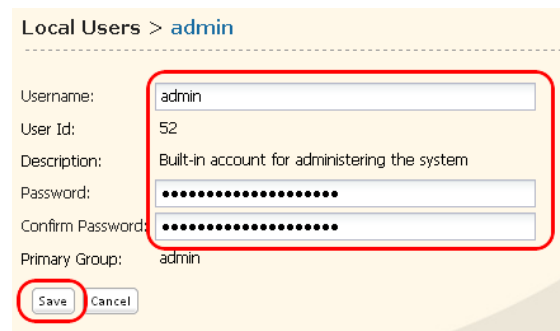 Local Users > admin
Username: admin
User Id: 52
Description: Built-in account for administering the system
Password: ••••••••••••••••••••
Confirm Password: ••••••••••••••••••••
Primary Group: admin
Save Cancel